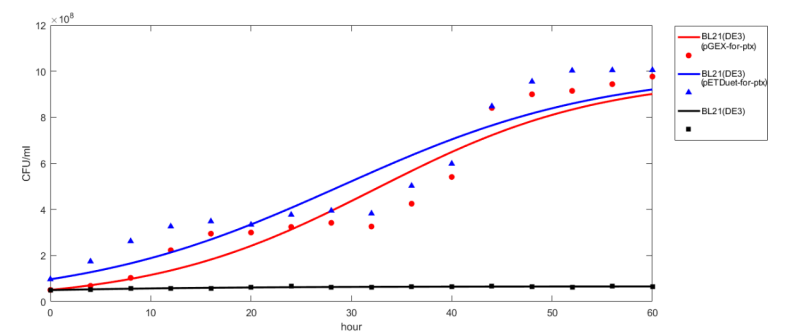 × 10⁸
12
10
8
6
4
2
0
CFU/ml
0
10
20
30
40
50
60
hour
BL21(DE3)
(pGEX-for-ptx)
BL21(DE3)
(pETDuet-for-ptx)
BL21(DE3)